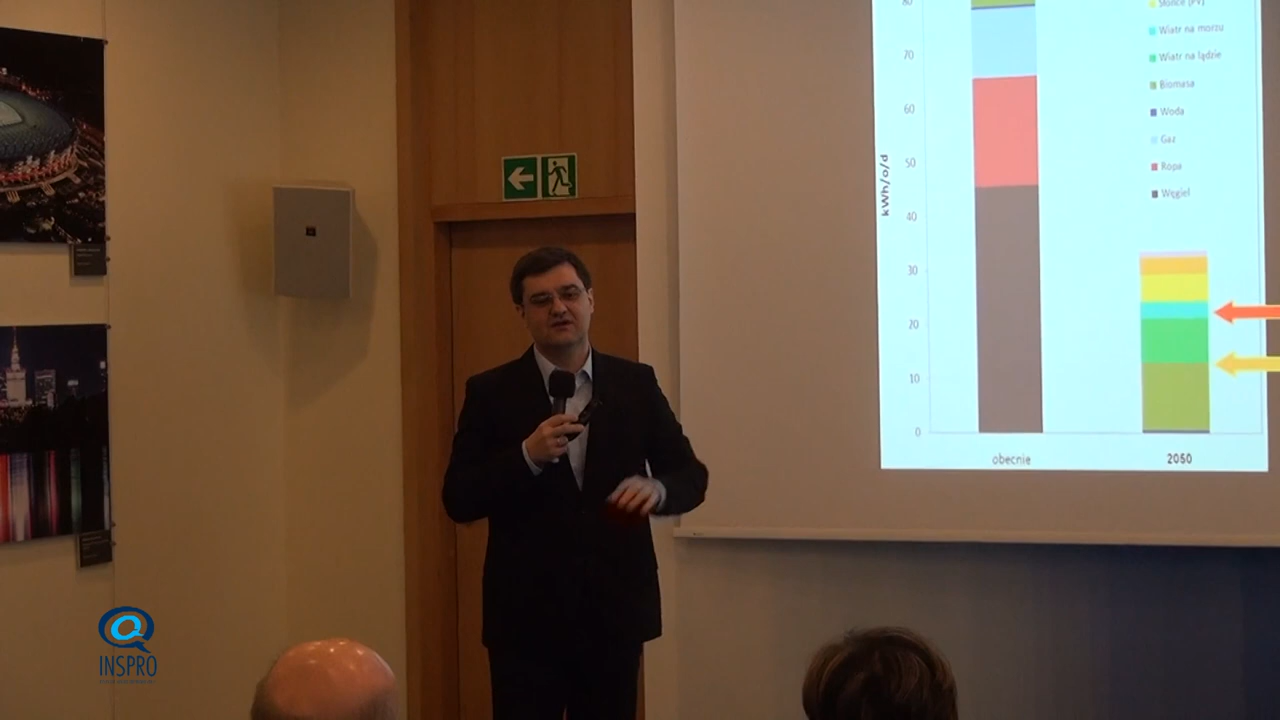 80
70
60
50
40
30
20
10
0
kWh/o/d
obecnie
2050
Słońce (PV)
Wiatr na morzu
Wiatr na lądzie
Biomasa
Woda
Gaz
Ropa
Węgiel
INSPRO